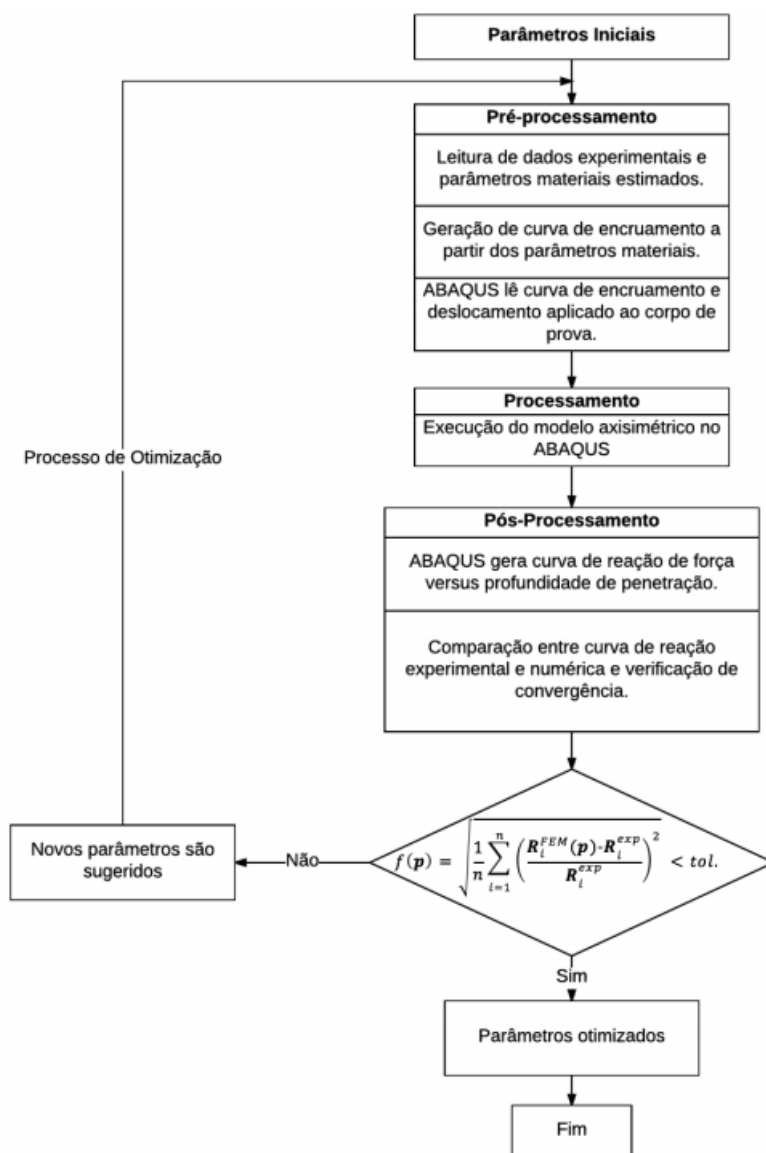 Parâmetros Iniciais
Pré-processamento
Leitura de dados experimentais e
parâmetros materiais estimados.
Geração de curva de encruamento a
partir dos parâmetros materiais.
ABAQUS lê curva de encruamento e
deslocamento aplicado ao corpo de
prova.
Processamento
Execução do modelo axisimétrico no
ABAQUS
Processo de Otimização
Pós-Processamento
ABAQUS gera curva de reação de força
versus profundidade de penetração.
Comparação entre curva de reação
experimental e numérica e verificação de
convergência.
f(p) = √(1/n ∑_{i=1}^{n} ((R_i^{FEM}(p)-R_i^{exp})/R_i^{exp})^2) < tol.
Não
Novos parâmetros são
sugeridos
Sim
Parâmetros otimizados
Fim